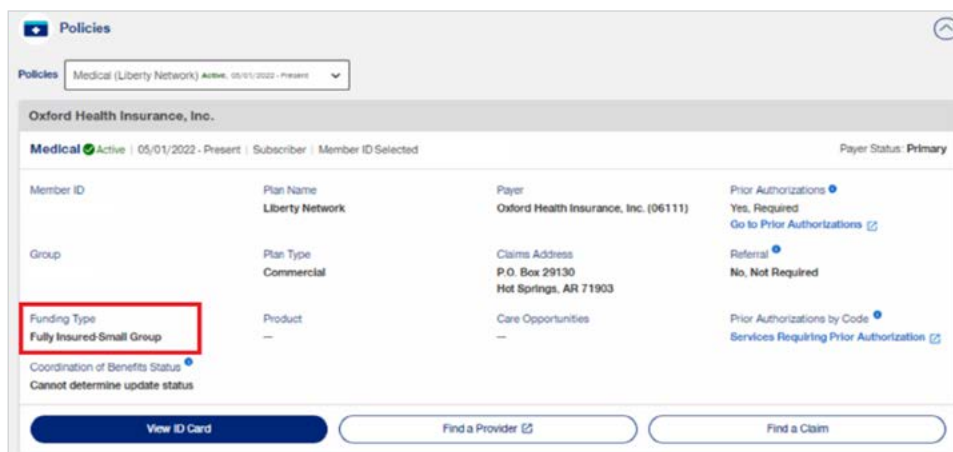 Policies
Policies Medical (Liberty Network) Active, 05/01/2022 - Present
Oxford Health Insurance, Inc.
Medical Active | 05/01/2022 - Present | Subscriber | Member ID Selected Payer Status: Primary
Member ID Plan Name Payer Prior Authorizations
Liberty Network Oxford Health Insurance, Inc. (06111) Yes, Required
Go to Prior Authorizations
Group Plan Type Claims Address Referral
Commercial P.O. Box 29130 No, Not Required
Hot Springs, AR 71903
Funding Type Product Care Opportunities Prior Authorizations by Code
Fully Insured-Small Group — — Services Requiring Prior Authorization
Coordination of Benefits Status
Cannot determine update status
View ID Card Find a Provider Find a Claim